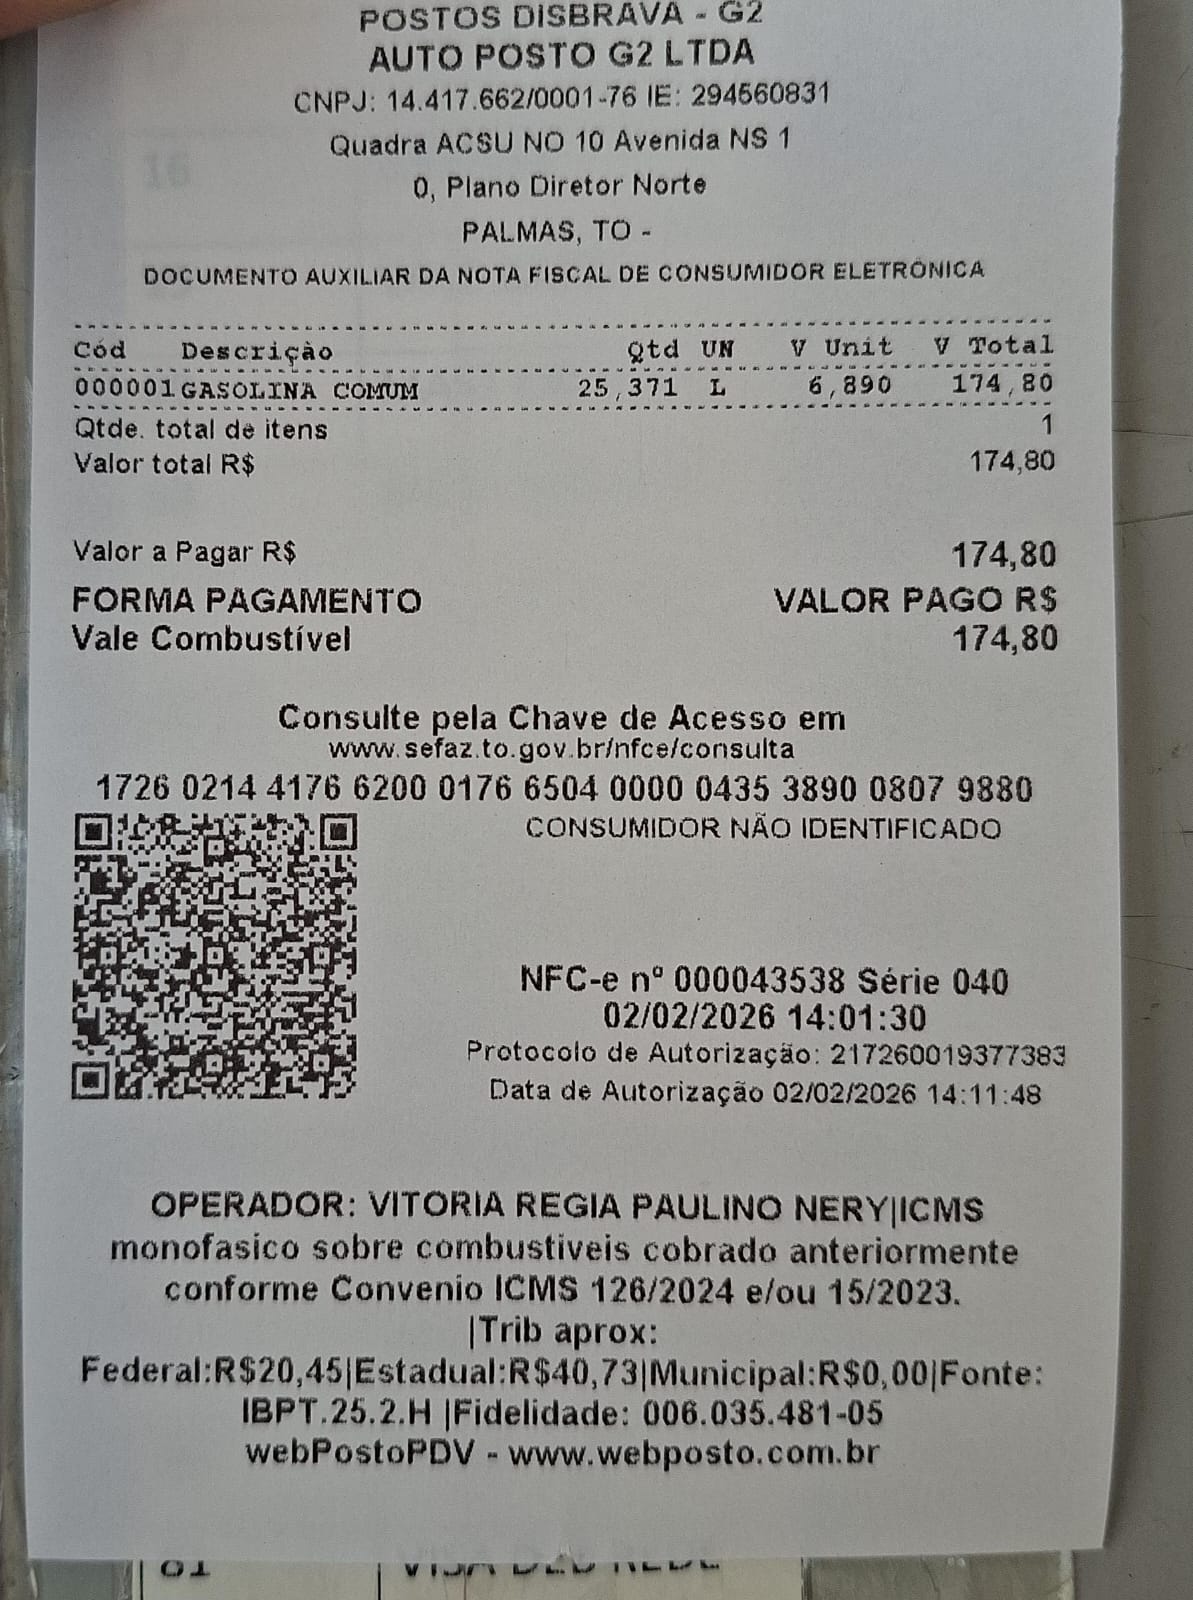 POSTOS DISBRAVA - G2
AUTO POSTO G2 LTDA
CNPJ: 14.417.662/0001-76 IE: 294560831
Quadra ACSU NO 10 Avenida NS 1
0, Plano Diretor Norte
PALMAS, TO -
DOCUMENTO AUXILIAR DA NOTA FISCAL DE CONSUMIDOR ELETRÔNICA
Cód Descrição Qtd UN V Unit V Total
000001 GASOLINA COMUM 25,371 L 6,890 174,80
Qtde. total de itens 1
Valor total R$ 174,80
Valor a Pagar R$ 174,80
FORMA PAGAMENTO VALOR PAGO R$
Vale Combustível 174,80
Consulte pela Chave de Acesso em
www.sefaz.to.gov.br/nfce/consulta
1726 0214 4176 6200 0176 6504 0000 0435 3890 0807 9880
CONSUMIDOR NÃO IDENTIFICADO
NFC-e nº 000043538 Série 040
02/02/2026 14:01:30
Protocolo de Autorização: 217260019377383
Data de Autorização 02/02/2026 14:11:48
OPERADOR: VITORIA REGIA PAULINO NERY|ICMS
monofasico sobre combustiveis cobrado anteriormente
conforme Convenio ICMS 126/2024 e/ou 15/2023.
|Trib aprox:
Federal:R$20,45|Estadual:R$40,73|Municipal:R$0,00|Fonte:
IBPT.25.2.H |Fidelidade: 006.035.481-05
webPostoPDV - www.webposto.com.br